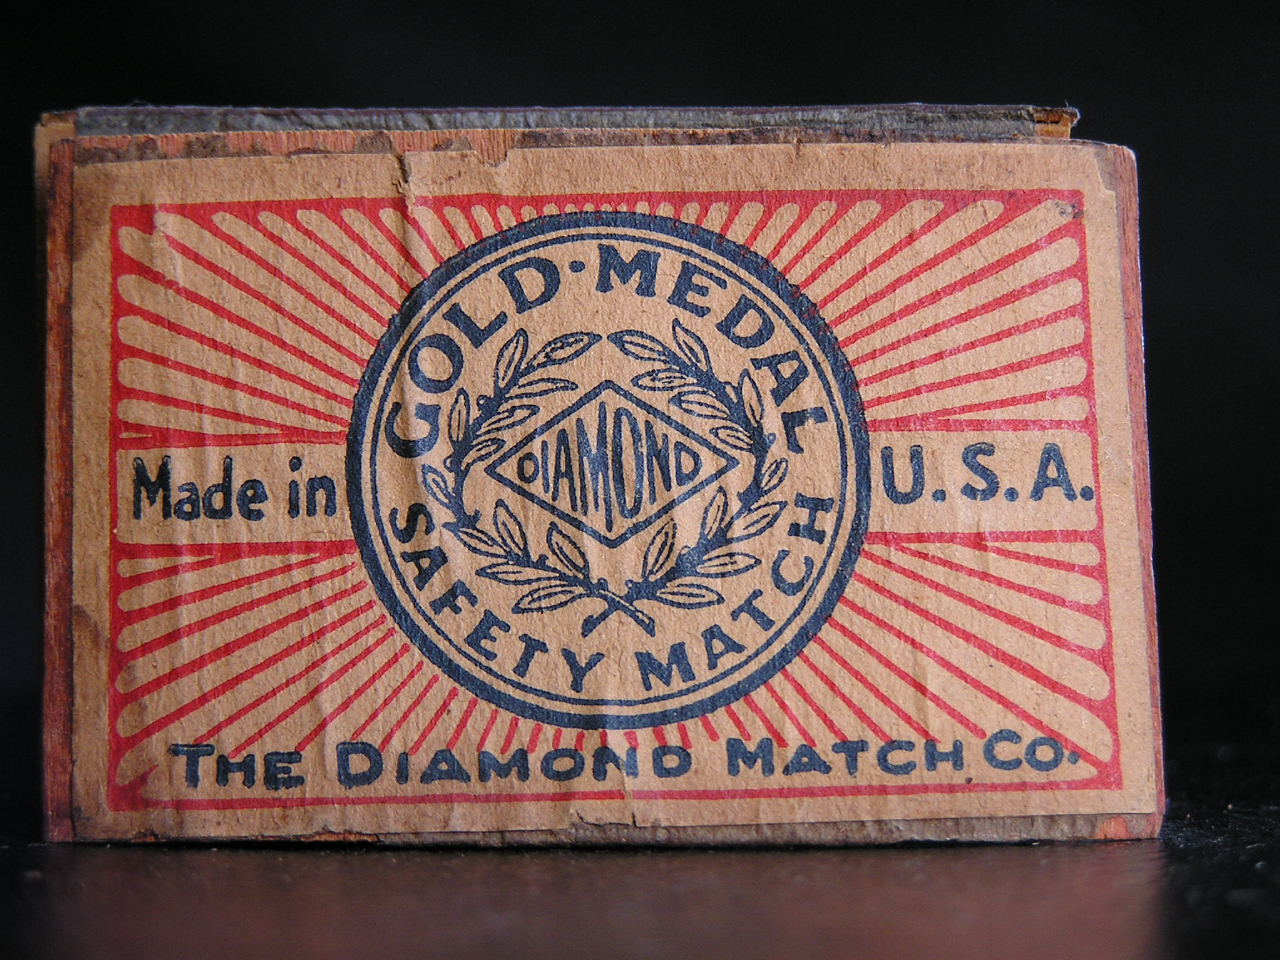 GOLD·MEDAL
DIAMOND
Made in U.S.A.
SAFETY MATCH
THE DIAMOND MATCH CO.